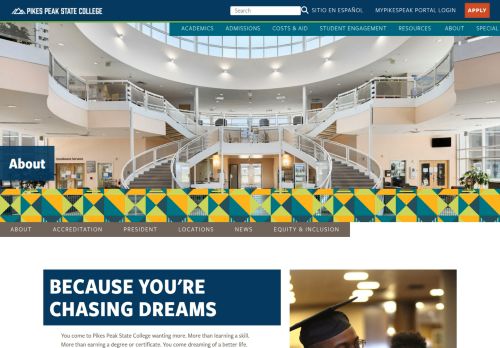 PIKES PEAK STATE COLLEGE
Search
SITIO EN ESPAÑOL
MYPIKESPEAK PORTAL LOGIN
APPLY
ACADEMICS ADMISSIONS COSTS & AID STUDENT ENGAGEMENT RESOURCES ABOUT SPECIAL
About
ABOUT ACCREDITATION PRESIDENT LOCATIONS NEWS EQUITY & INCLUSION
BECAUSE YOU'RE
CHASING DREAMS
You come to Pikes Peak State College wanting more. More than learning a skill.
More than earning a degree or certificate. You come dreaming of a better life.